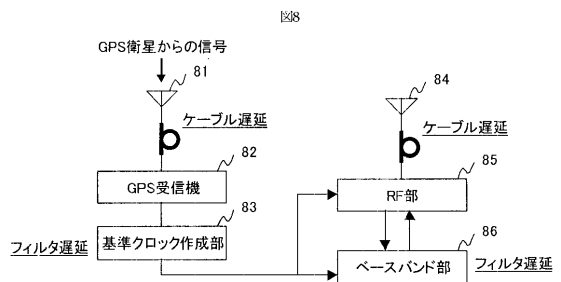 図8
GPS衛星からの信号
81
ケーブル遅延
82
GPS受信機
83
基準クロック作成部
フィルタ遅延
84
ケーブル遅延
85
RF部
86
ベースバンド部
フィルタ遅延